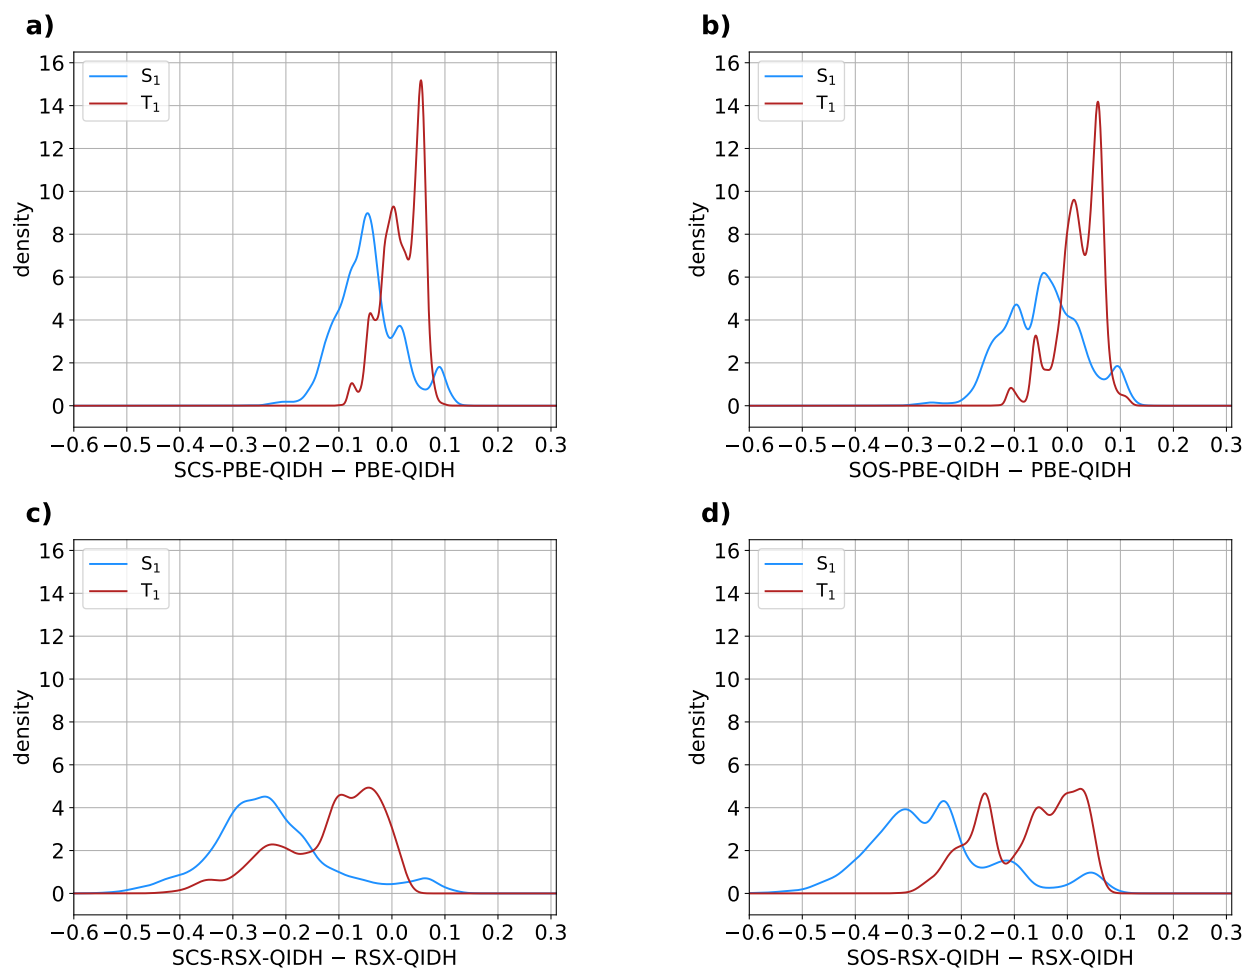 a)
16
14
12
10
8
6
4
2
0
density
S₁
T₁
−0.6 −0.5 −0.4 −0.3 −0.2 −0.1 0.0 0.1 0.2 0.3
SCS-PBE-QIDH − PBE-QIDH
b)
16
14
12
10
8
6
4
2
0
density
S₁
T₁
−0.6 −0.5 −0.4 −0.3 −0.2 −0.1 0.0 0.1 0.2 0.3
SOS-PBE-QIDH − PBE-QIDH
c)
16
14
12
10
8
6
4
2
0
density
S₁
T₁
−0.6 −0.5 −0.4 −0.3 −0.2 −0.1 0.0 0.1 0.2 0.3
SCS-RSX-QIDH − RSX-QIDH
d)
16
14
12
10
8
6
4
2
0
density
S₁
T₁
−0.6 −0.5 −0.4 −0.3 −0.2 −0.1 0.0 0.1 0.2 0.3
SOS-RSX-QIDH − RSX-QIDH